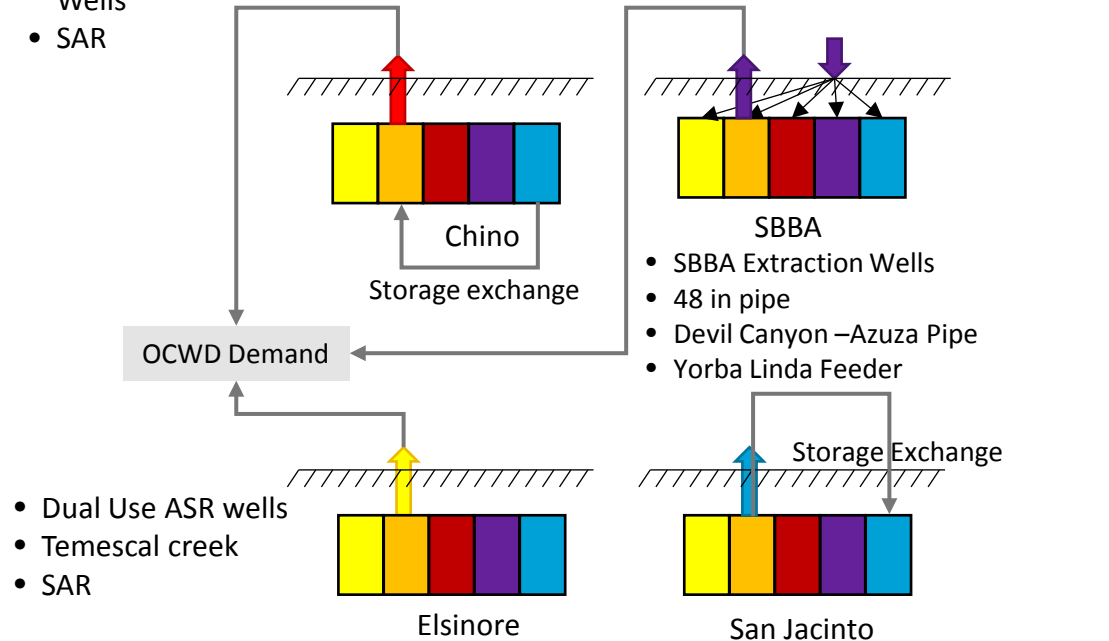 Wells
• SAR
Chino
Storage exchange
SBBA
• SBBA Extraction Wells
• 48 in pipe
• Devil Canyon –Azuza Pipe
• Yorba Linda Feeder
OCWD Demand
Storage Exchange
• Dual Use ASR wells
• Temescal creek
• SAR
Elsinore
San Jacinto